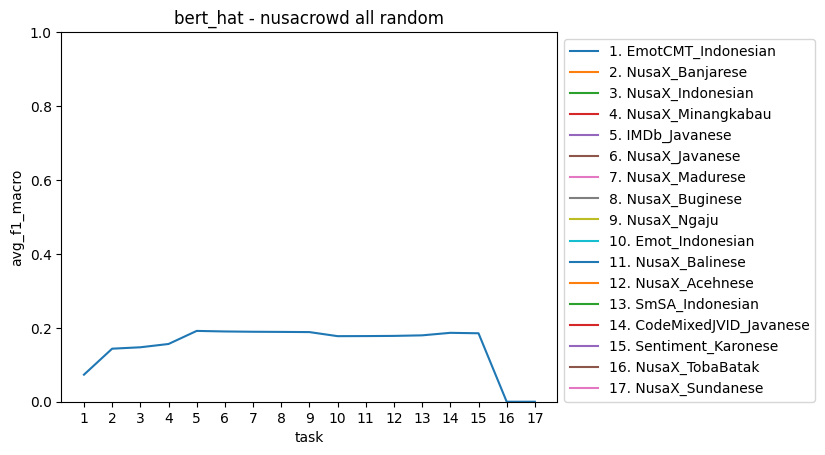 bert_hat - nusacrowd all random
avg_f1_macro
1.0
0.8
0.6
0.4
0.2
0.0
1 2 3 4 5 6 7 8 9 10 11 12 13 14 15 16 17
task
1. EmotCMT_Indonesian
2. NusaX_Banjarese
3. NusaX_Indonesian
4. NusaX_Minangkabau
5. IMDb_Javanese
6. NusaX_Javanese
7. NusaX_Madurese
8. NusaX_Buginese
9. NusaX_Ngaju
10. Emot_Indonesian
11. NusaX_Balinese
12. NusaX_Acehnese
13. SmSA_Indonesian
14. CodeMixedJVID_Javanese
15. Sentiment_Karonese
16. NusaX_TobaBatak
17. NusaX_Sundanese